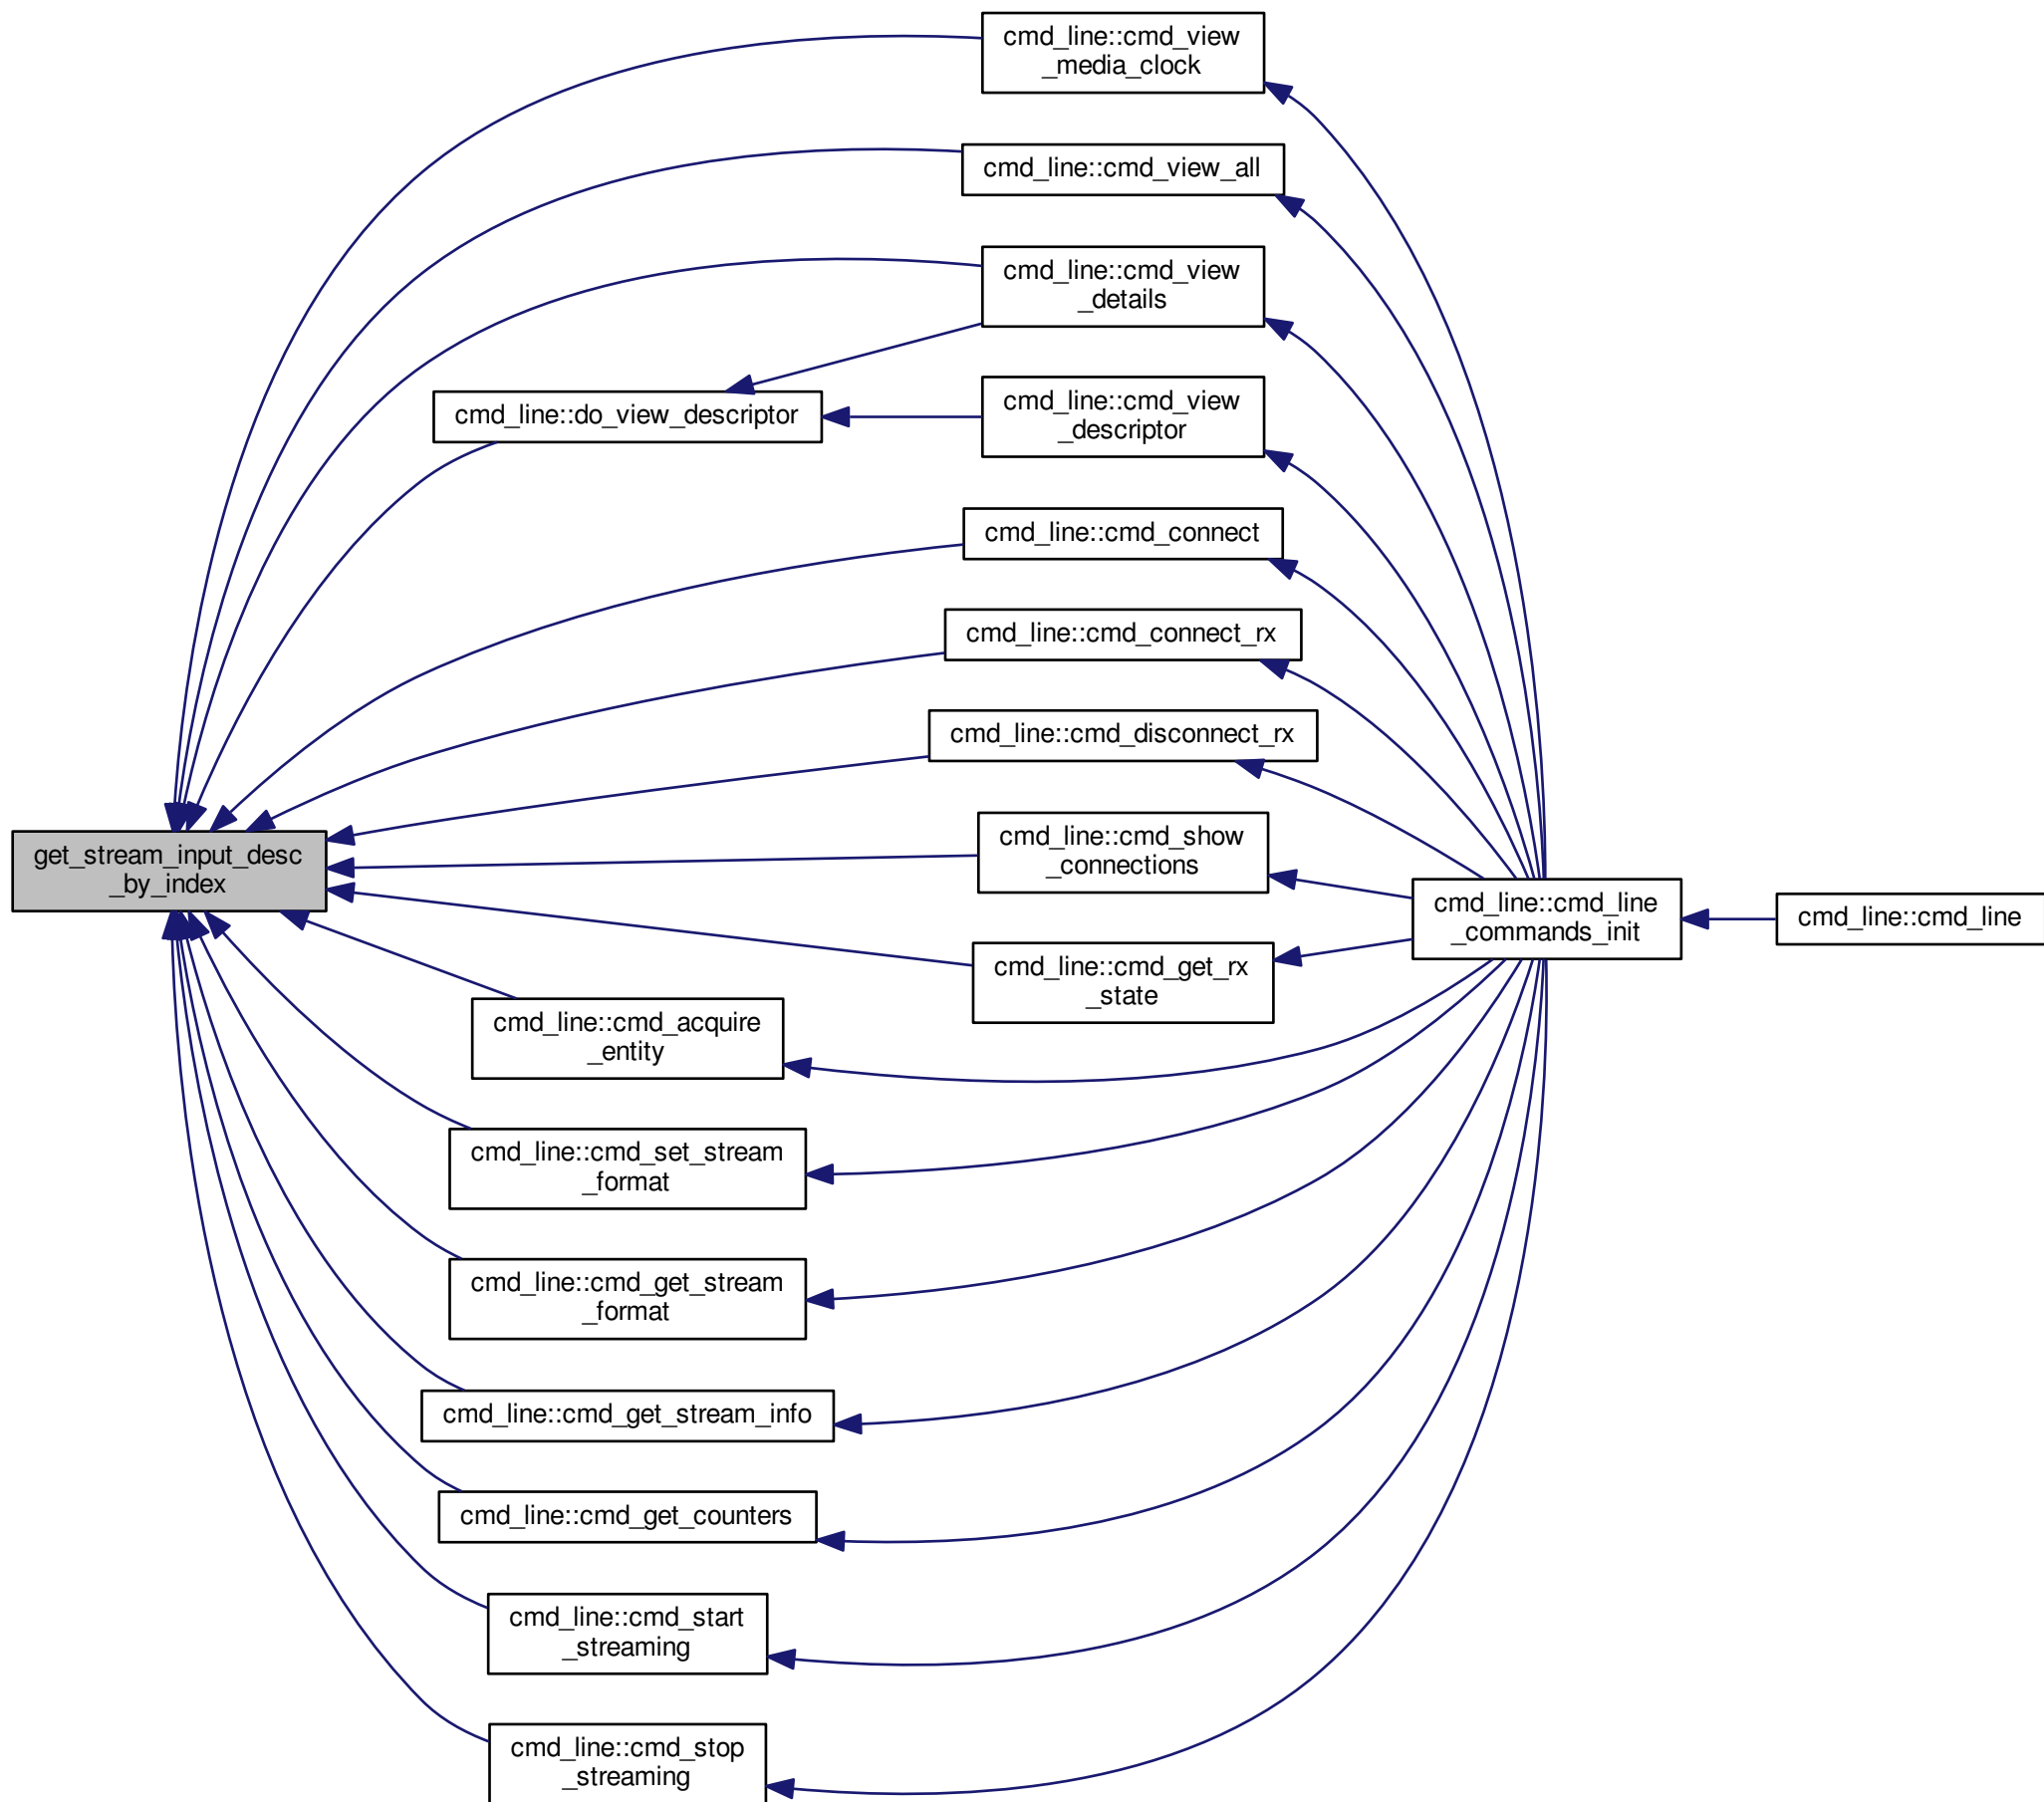 cmd_line::cmd_view
_media_clock
cmd_line::cmd_view_all
cmd_line::cmd_view
_details
cmd_line::do_view_descriptor
cmd_line::cmd_view
_descriptor
cmd_line::cmd_connect
cmd_line::cmd_connect_rx
cmd_line::cmd_disconnect_rx
get_stream_input_desc
_by_index
cmd_line::cmd_show
_connections
cmd_line::cmd_line
_commands_init
cmd_line::cmd_line
cmd_line::cmd_get_rx
_state
cmd_line::cmd_acquire
_entity
cmd_line::cmd_set_stream
_format
cmd_line::cmd_get_stream
_format
cmd_line::cmd_get_stream_info
cmd_line::cmd_get_counters
cmd_line::cmd_start
_streaming
cmd_line::cmd_stop
_streaming